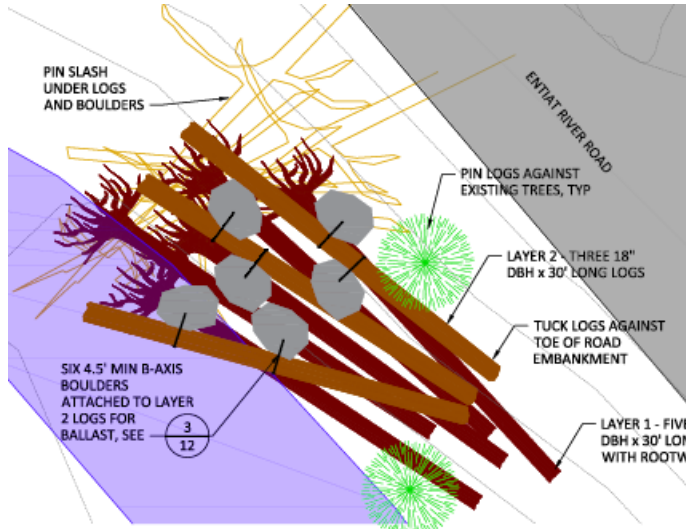 PIN SLASH
UNDER LOGS
AND BOULDERS
ENTIAT RIVER ROAD
PIN LOGS AGAINST
EXISTING TREES, TYP
LAYER 2 - THREE 18"
DBH x 30' LONG LOGS
TUCK LOGS AGAINST
TOE OF ROAD
EMBANKMENT
SIX 4.5' MIN B-AXIS
BOULDERS
ATTACHED TO LAYER
2 LOGS FOR
BALLAST, SEE
3
12
LAYER 1 - FIVE
DBH x 30' LON
WITH ROOTW